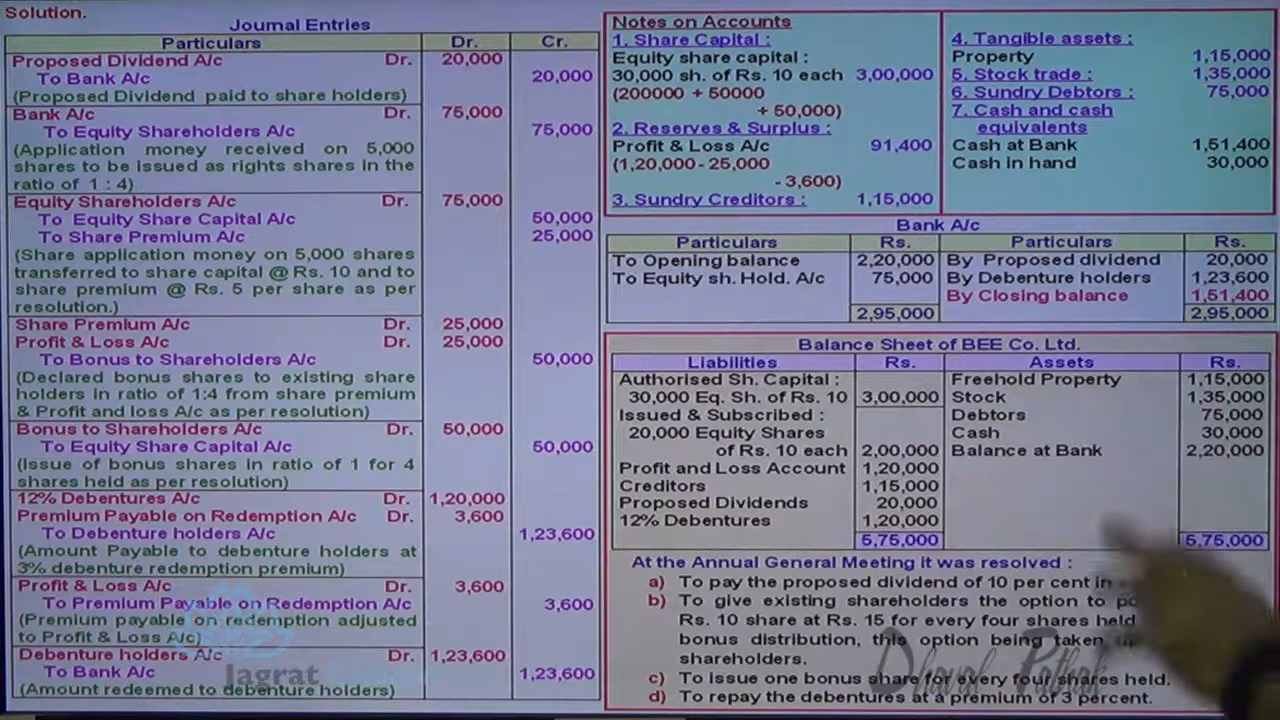 Solution.
Journal Entries
Particulars Dr. Cr.
Proposed Dividend A/c Dr. 20,000
To Bank A/c 20,000
(Proposed Dividend paid to share holders)
Bank A/c Dr. 75,000
To Equity Shareholders A/c 75,000
(Application money received on 5,000
shares to be issued as rights shares in the
ratio of 1 : 4)
Equity Shareholders A/c Dr. 75,000
To Equity Share Capital A/c 50,000
To Share Premium A/c 25,000
(Share application money on 5,000 shares
transferred to share capital @ Rs. 10 and to
share premium @ Rs. 5 per share as per
resolution.)
Share Premium A/c Dr. 25,000
Profit & Loss A/c Dr. 25,000
To Bonus to Shareholders A/c 50,000
(Declared bonus shares to existing share
holders in ratio of 1:4 from share premium
& Profit and loss A/c as per resolution)
Bonus to Shareholders A/c Dr. 50,000
To Equity Share Capital A/c 50,000
(Issue of bonus shares in ratio of 1 for 4
shares held as per resolution)
12% Debentures A/c Dr. 1,20,000
Premium Payable on Redemption A/c Dr. 3,600
To Debenture holders A/c 1,23,600
(Amount Payable to debenture holders at
3% debenture redemption premium)
Profit & Loss A/c Dr. 3,600
To Premium Payable on Redemption A/c 3,600
(Premium payable on redemption adjusted
to Profit & Loss A/c)
Debenture holders A/c Dr. 1,23,600
To Bank A/c 1,23,600
(Amount redeemed to debenture holders)
Jagrat
Notes on Accounts
1. Share Capital :
Equity share capital :
30,000 sh. of Rs. 10 each 3,00,000
(200000 + 50000
+ 50,000)
2. Reserves & Surplus :
Profit & Loss A/c 91,400
(1,20,000 - 25,000
- 3,600)
3. Sundry Creditors : 1,15,000
4. Tangible assets :
Property 1,15,000
5. Stock trade : 1,35,000
6. Sundry Debtors : 75,000
7. Cash and cash
equivalents
Cash at Bank 1,51,400
Cash in hand 30,000
Bank A/c
Particulars Rs. Particulars Rs.
To Opening balance 2,20,000 By Proposed dividend 20,000
To Equity sh. Hold. A/c 75,000 By Debenture holders 1,23,600
By Closing balance 1,51,400
2,95,000 2,95,000
Balance Sheet of BEE Co. Ltd.
Liabilities Rs. Assets Rs.
Authorised Sh. Capital : Freehold Property 1,15,000
30,000 Eq. Sh. of Rs. 10 3,00,000 Stock 1,35,000
Issued & Subscribed : Debtors 75,000
20,000 Equity Shares Cash 30,000
of Rs. 10 each 2,00,000 Balance at Bank 2,20,000
Profit and Loss Account 1,20,000
Creditors 1,15,000
Proposed Dividends 20,000
12% Debentures 1,20,000
5,75,000 5,75,000
At the Annual General Meeting it was resolved :
a) To pay the proposed dividend of 10 per cent in
b) To give existing shareholders the option to
Rs. 10 share at Rs. 15 for every four shares held
bonus distribution, this option being taken
shareholders.
c) To issue one bonus share for every four shares held.
d) To repay the debentures at a premium of 3 percent.
Dhaval Pathak